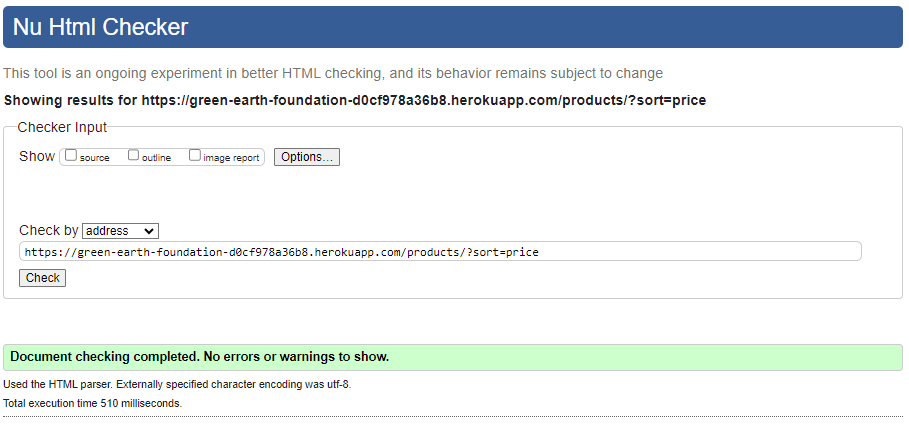 Nu Html Checker
This tool is an ongoing experiment in better HTML checking, and its behavior remains subject to change
Showing results for https://green-earth-foundation-d0cf978a36b8.herokuapp.com/products/?sort=price
Checker Input
Show source outline image report Options...
Check by address
https://green-earth-foundation-d0cf978a36b8.herokuapp.com/products/?sort=price
Check
Document checking completed. No errors or warnings to show.
Used the HTML parser. Externally specified character encoding was utf-8.
Total execution time 510 milliseconds.